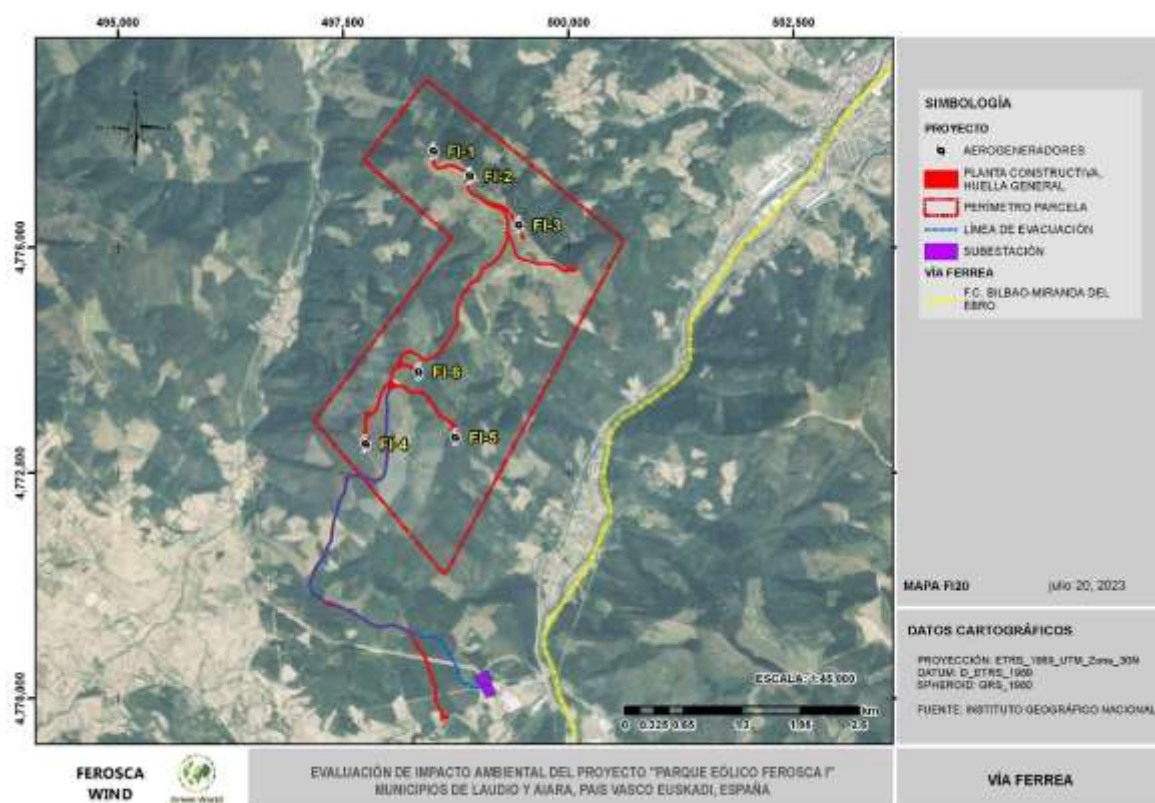 495,000 497,500 500,000 502,500
4,775,000
4,772,500
4,770,000
FI-1
FI-2
FI-3
FI-6
FI-5
FI-4
ESCALA: 1:45 000
0 0.325 0.65 1.3 1.95 2.6 km
SIMBOLOGÍA
PROYECTO
AEROGENERADORES
PLANTA CONSTRUCTIVA,
HUELLA GENERAL
PERÍMETRO PARCELA
LÍNEA DE EVACUACIÓN
SUBESTACIÓN
VÍA FERREA
F.C. BILBAO-MIRANDA DEL
EBRO
MAPA FI20 julio 20, 2023
DATOS CARTOGRÁFICOS
PROYECCIÓN: ETRS_1989_UTM_Zona_30N
DATUM: D_ETRS_1989
SPHEROID: GRS_1980
FUENTE: INSTITUTO GEOGRÁFICO NACIONAL
FEROSCA
WIND
Green World
EVALUACIÓN DE IMPACTO AMBIENTAL DEL PROYECTO "PARQUE EÓLICO FEROSCA I"
MUNICIPIOS DE LAUDIO Y AIARA, PAIS VASCO EUSKADI, ESPAÑA
VÍA FERREA